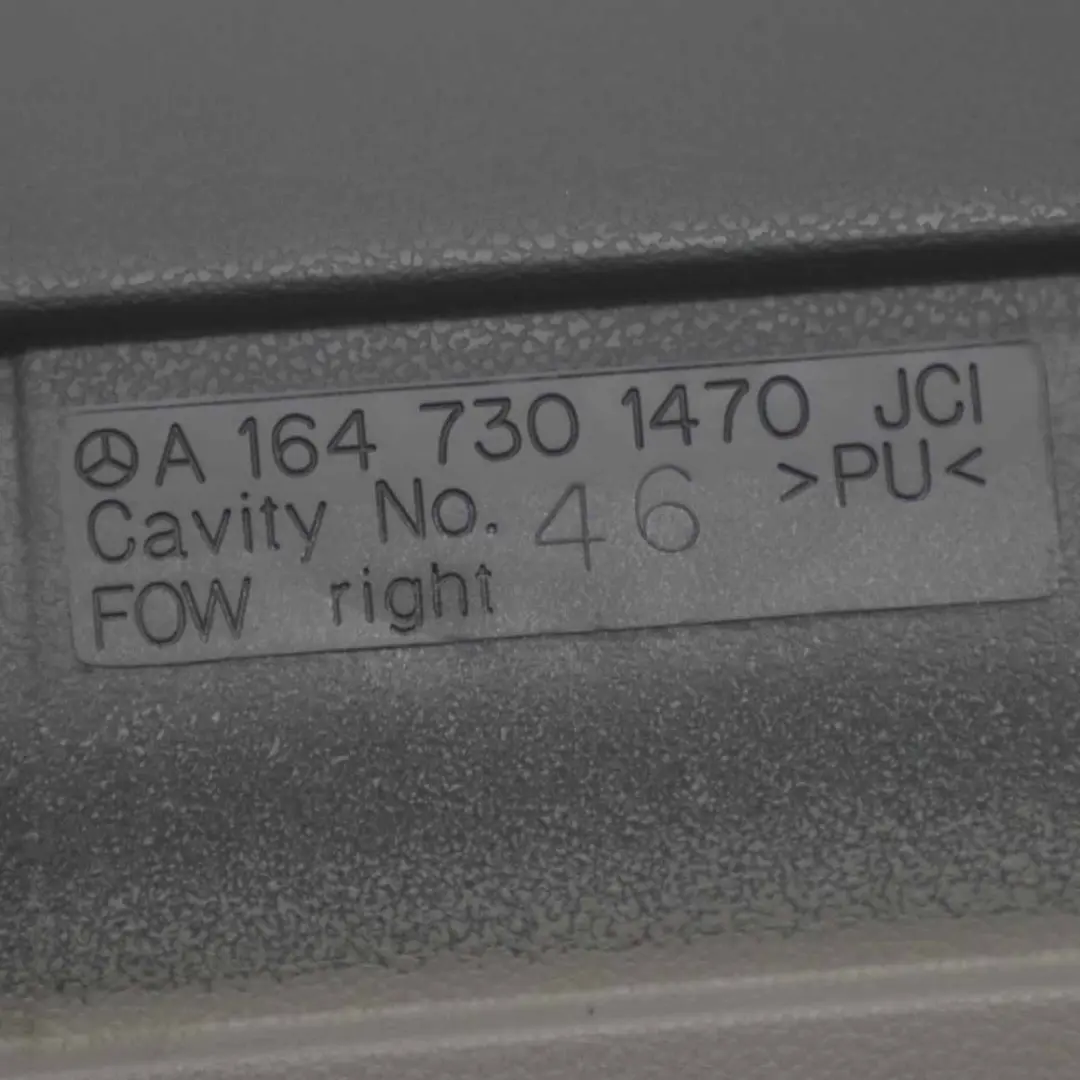 A 164 730 1470 JCI
Cavity No. 46 >PU<
FOW right